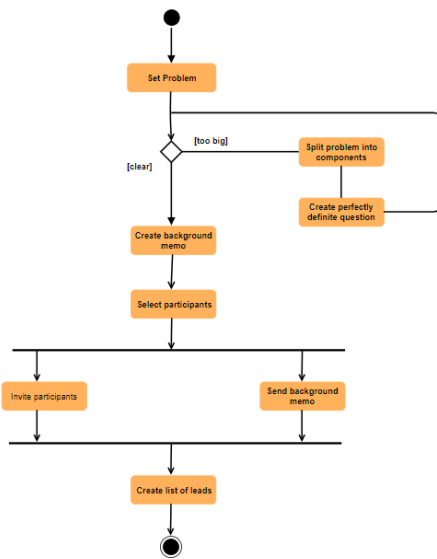 Set Problem
[too big]
Split problem into
components
[clear]
Create perfectly
definite question
Create background
memo
Select participants
Invite participants
Send background
memo
Create list of leads